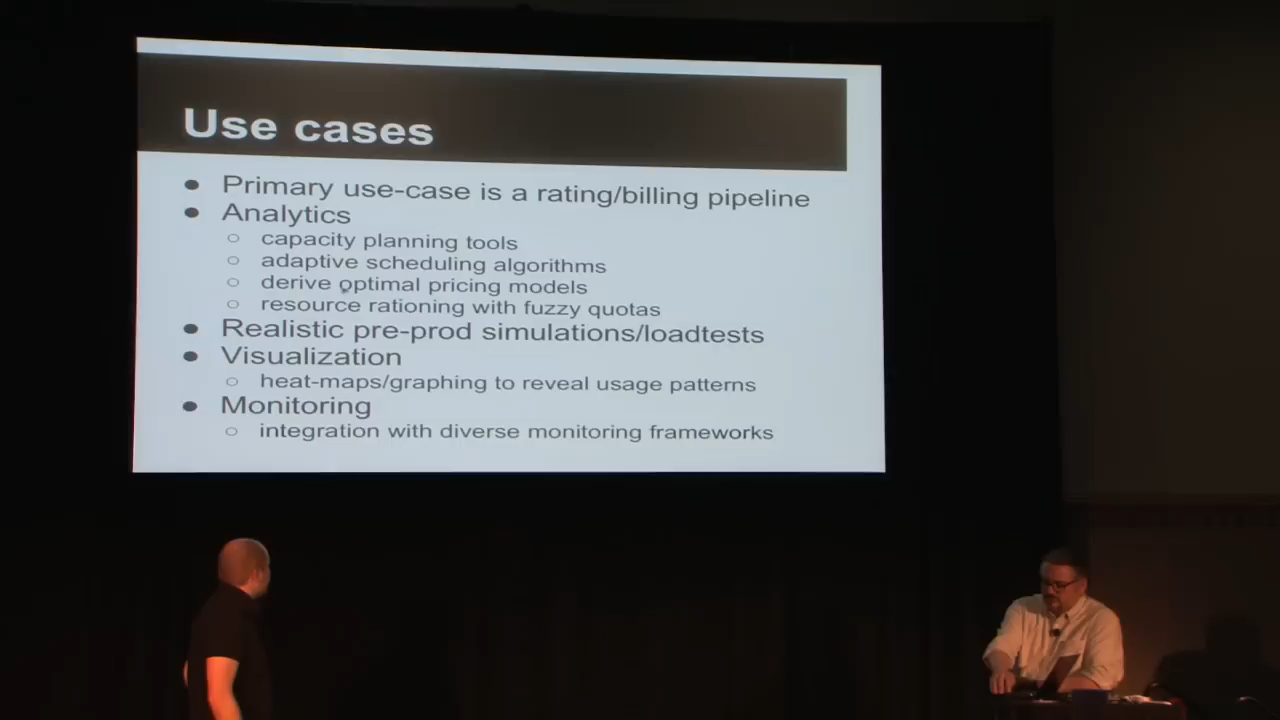 Use cases
● Primary use-case is a rating/billing pipeline
● Analytics
○ capacity planning tools
○ adaptive scheduling algorithms
○ derive optimal pricing models
○ resource rationing with fuzzy quotas
● Realistic pre-prod simulations/loadtests
● Visualization
○ heat-maps/graphing to reveal usage patterns
● Monitoring
○ integration with diverse monitoring frameworks